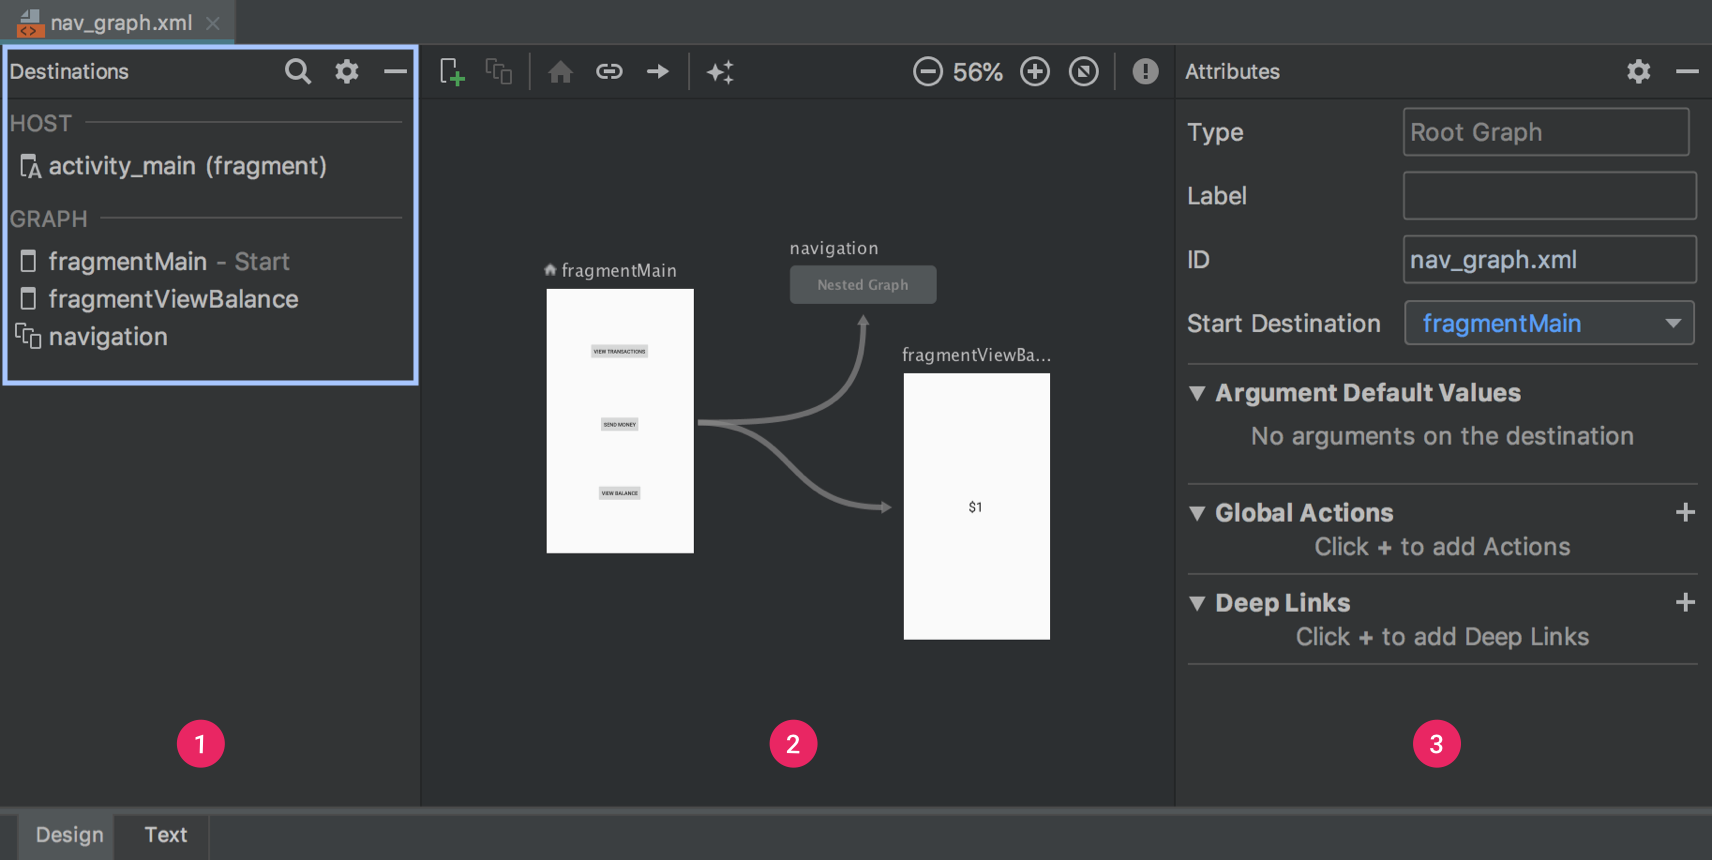 nav_graph.xml
Destinations
HOST
activity_main (fragment)
GRAPH
fragmentMain - Start
fragmentViewBalance
navigation
56%
fragmentMain
VIEW TRANSACTIONS
SEND MONEY
VIEW BALANCE
navigation
Nested Graph
fragmentViewBa...
$1
Attributes
Type
Root Graph
Label
ID
nav_graph.xml
Start Destination
fragmentMain
Argument Default Values
No arguments on the destination
Global Actions
Click + to add Actions
Deep Links
Click + to add Deep Links
1
2
3
Design
Text